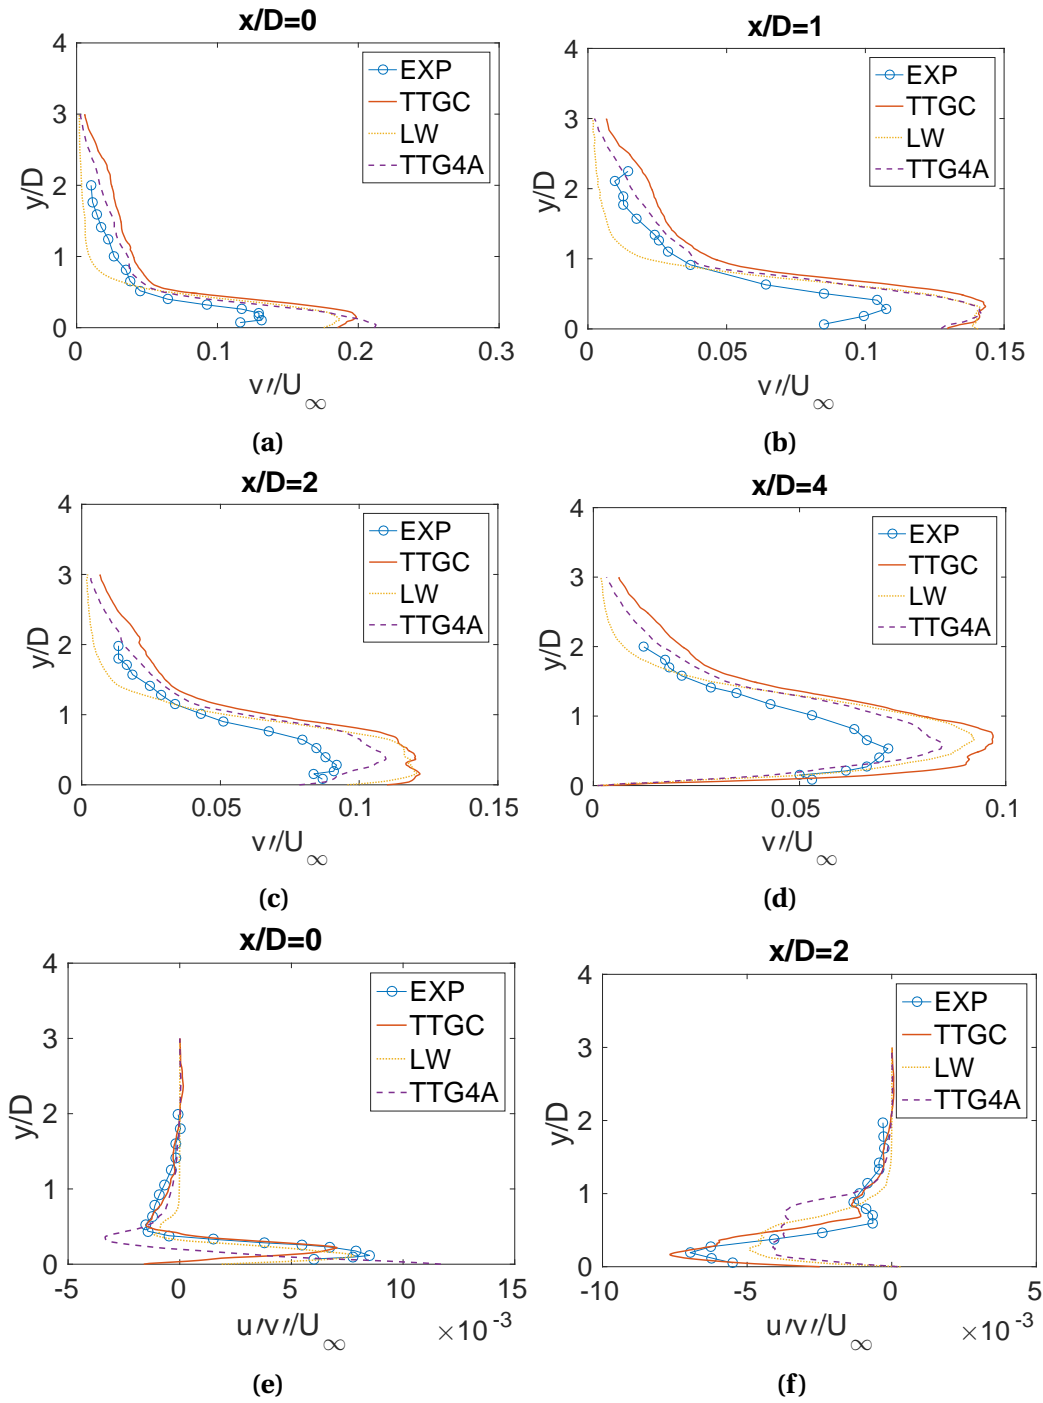 x/D=0
4
3
2
1
0
y/D
EXP
TTGC
LW
TTG4A
0
0.1
0.2
0.3
v′/U∞
(a)
x/D=1
4
3
2
1
0
y/D
EXP
TTGC
LW
TTG4A
0
0.05
0.1
0.15
v′/U∞
(b)
x/D=2
4
3
2
1
0
y/D
EXP
TTGC
LW
TTG4A
0
0.05
0.1
0.15
v′/U∞
(c)
x/D=4
4
3
2
1
0
y/D
EXP
TTGC
LW
TTG4A
0
0.05
0.1
v′/U∞
(d)
x/D=0
4
3
2
1
0
y/D
EXP
TTGC
LW
TTG4A
-5
0
5
10
15
u′v′/U∞
×10⁻³
(e)
x/D=2
4
3
2
1
0
y/D
EXP
TTGC
LW
TTG4A
-10
-5
0
5
u′v′/U∞
×10⁻³
(f)